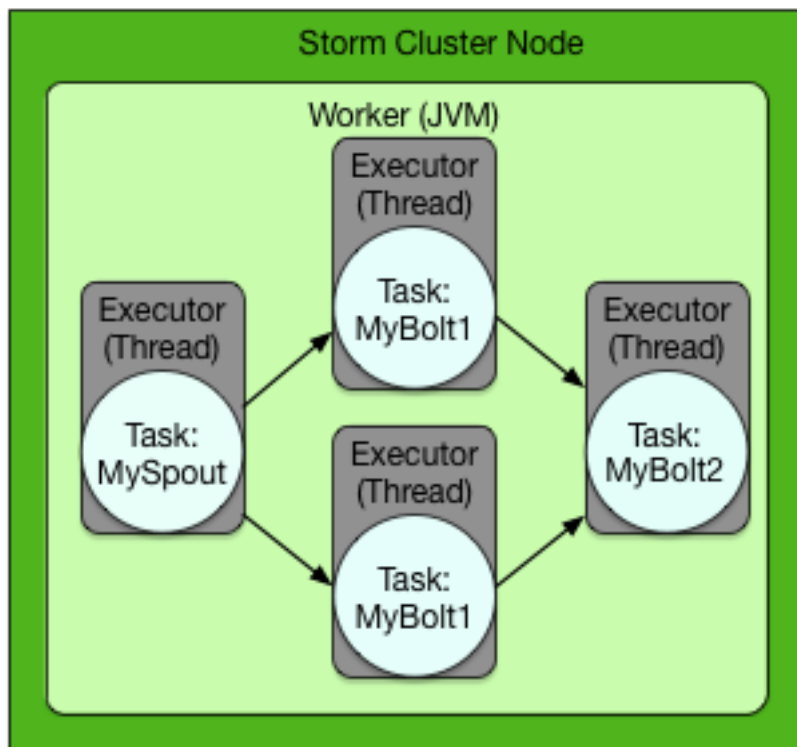 Storm Cluster Node
Worker (JVM)
Executor
(Thread)
Task:
MyBolt1
Executor
(Thread)
Task:
MySpout
Executor
(Thread)
Task:
MyBolt2
Executor
(Thread)
Task:
MyBolt1